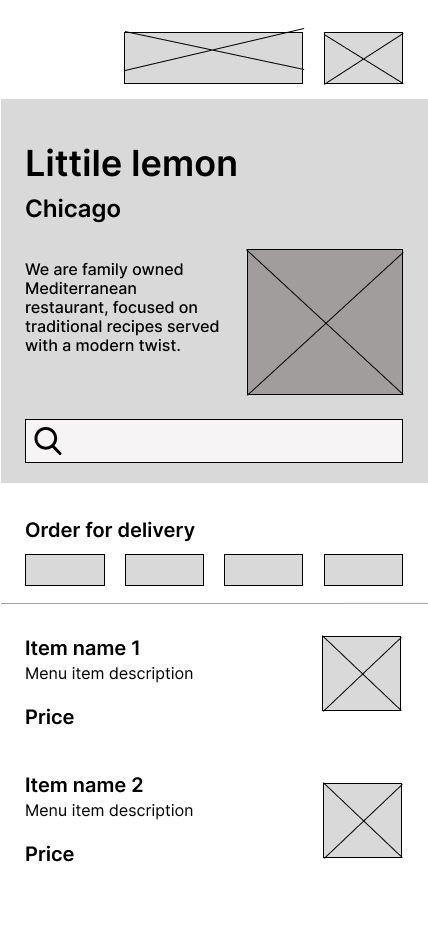 Littile lemon
Chicago
We are family owned
Mediterranean
restaurant, focused on
traditional recipes served
with a modern twist.
Order for delivery
Item name 1
Menu item description
Price
Item name 2
Menu item description
Price